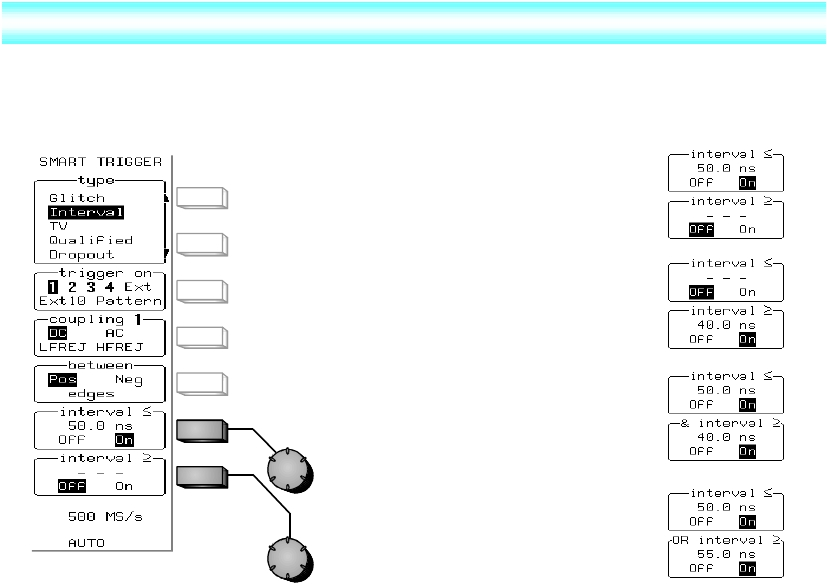 SMART TRIGGER
type
Glitch
Interval
TV
Qualified
Dropout
trigger on
1 2 3 4 Ext
Ext10 Pattern
coupling 1
DC AC
LFREJ HFREJ
between
Pos Neg
edges
interval ≤
50.0 ns
Off On
interval ≥
- - -
Off On
500 MS/s
AUTO
interval ≤
50.0 ns
Off On
interval ≥
- - -
Off On
interval ≤
- - -
Off On
interval ≥
40.0 ns
Off On
interval ≤
50.0 ns
Off On
& interval ≥
40.0 ns
Off On
interval ≤
50.0 ns
Off On
OR interval ≥
55.0 ns
Off On